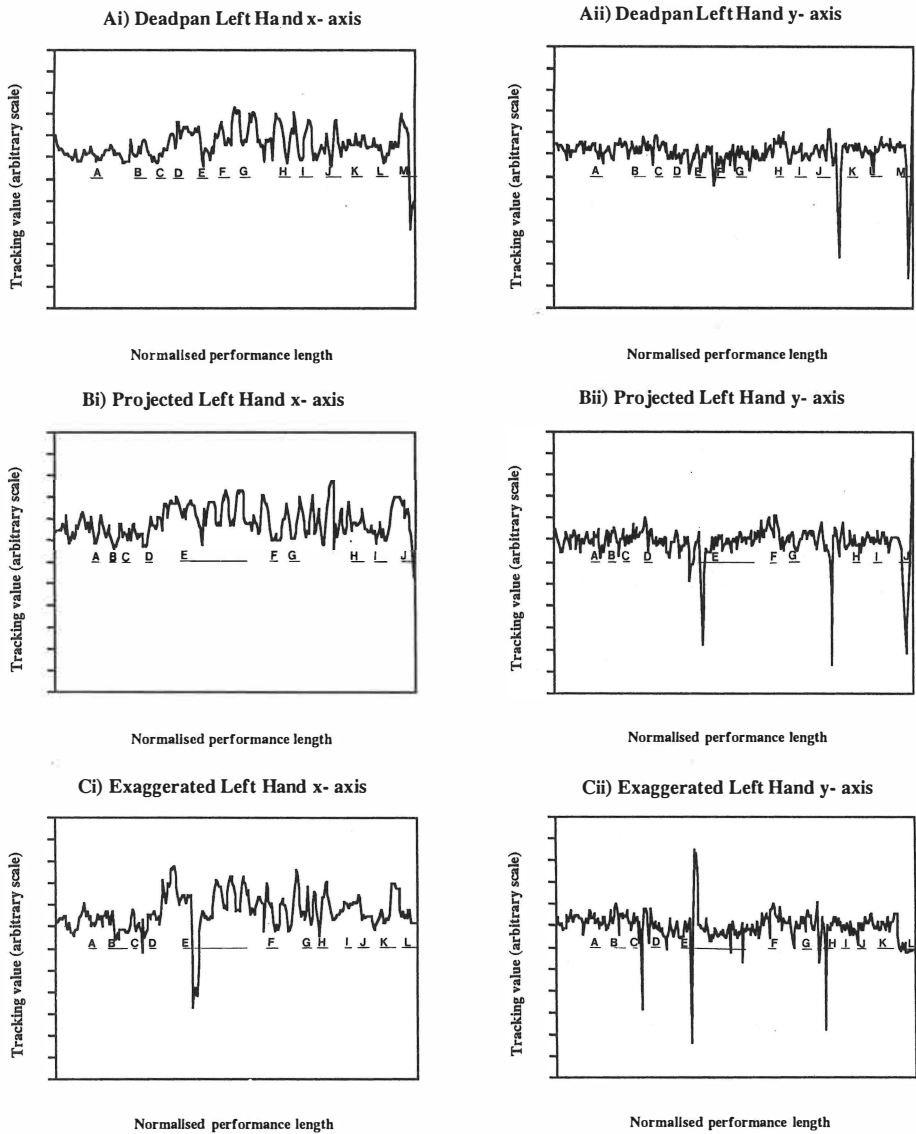 Ai) Deadpan Left Hand x- axis
Tracking value (arbitrary scale)
A B C D E F G H I J K L M
Normalised performance length
Aii) Deadpan Left Hand y- axis
Tracking value (arbitrary scale)
A B C D E F G H I J K L M
Normalised performance length
Bi) Projected Left Hand x- axis
Tracking value (arbitrary scale)
A B C D E F G H I J
Normalised performance length
Bii) Projected Left Hand y- axis
Tracking value (arbitrary scale)
A B C D E F G H I J
Normalised performance length
Ci) Exaggerated Left Hand x- axis
Tracking value (arbitrary scale)
A B C D E F G H I J K L
Normalised performance length
Cii) Exaggerated Left Hand y- axis
Tracking value (arbitrary scale)
A B C D E F G H I J K L
Normalised performance length